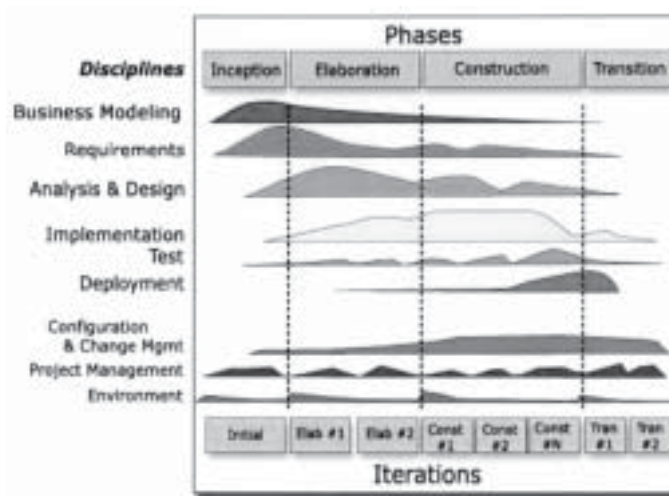 Phases
Disciplines Inception Elaboration Construction Transition
Business Modeling
Requirements
Analysis & Design
Implementation
Test
Deployment
Configuration
& Change Mgmt
Project Management
Environment
Initial Elab #1 Elab #2 Const #1 Const #2 Const #N Tran #1 Tran #2
Iterations